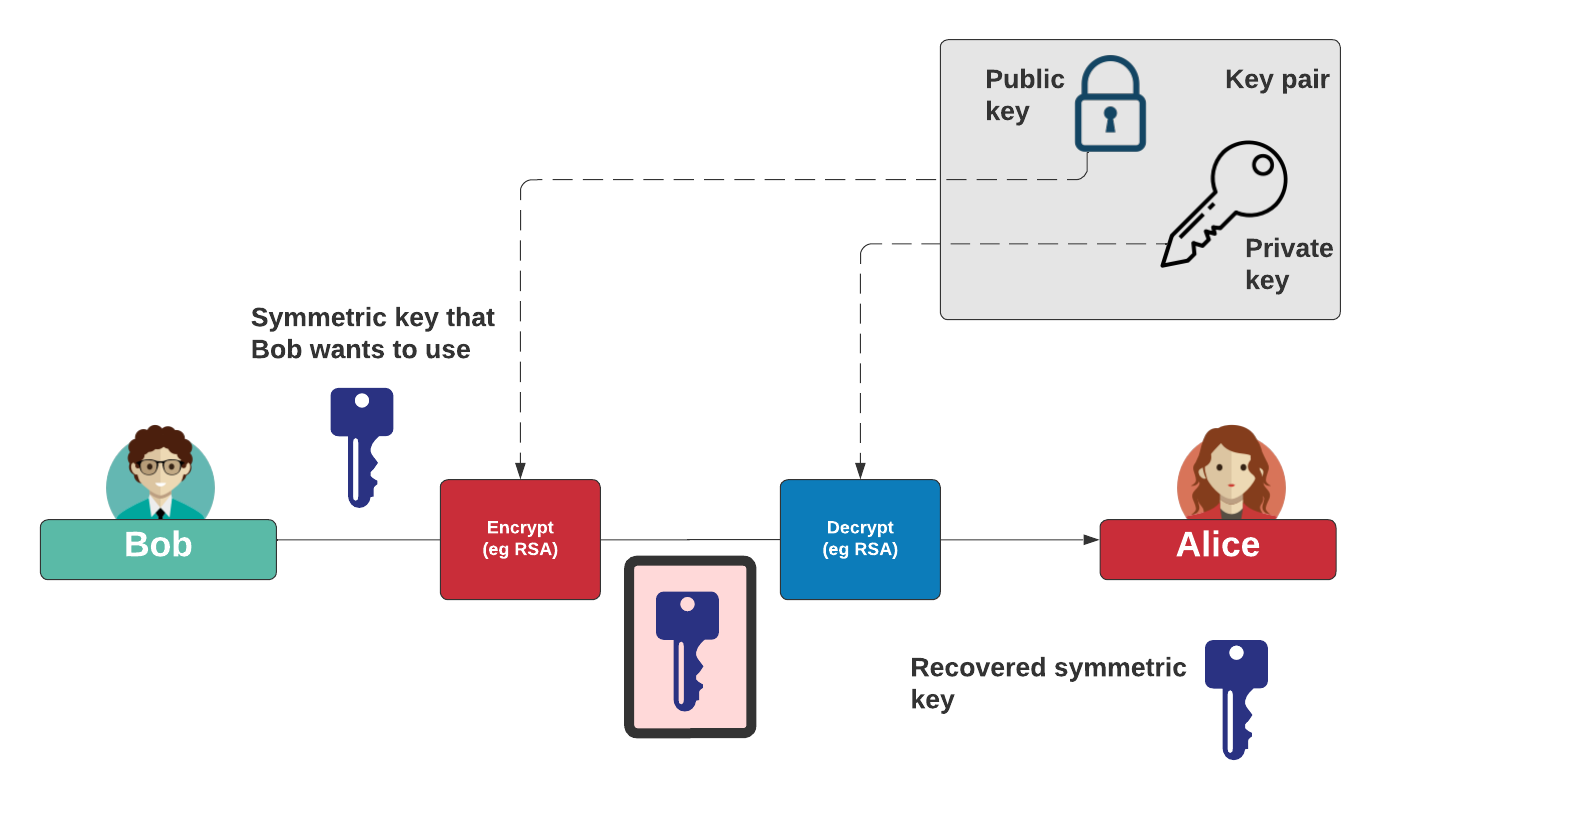 Public
key
Key pair
Private
key
Symmetric key that
Bob wants to use
Bob
Encrypt
(eg RSA)
Decrypt
(eg RSA)
Alice
Recovered symmetric
key